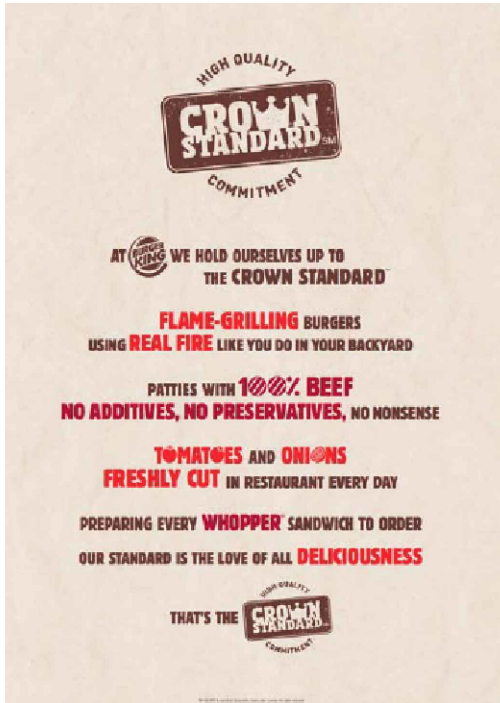 HIGH QUALITY
CROWN
STANDARD SM
COMMITMENT
AT BURGER KING WE HOLD OURSELVES UP TO
THE CROWN STANDARD
FLAME-GRILLING BURGERS
USING REAL FIRE LIKE YOU DO IN YOUR BACKYARD
PATTIES WITH 100% BEEF
NO ADDITIVES, NO PRESERVATIVES, NO NONSENSE
TOMATOES AND ONIONS
FRESHLY CUT IN RESTAURANT EVERY DAY
PREPARING EVERY WHOPPER® SANDWICH TO ORDER
OUR STANDARD IS THE LOVE OF ALL DELICIOUSNESS
HIGH QUALITY
THAT'S THE CROWN
STANDARD
COMMITMENT